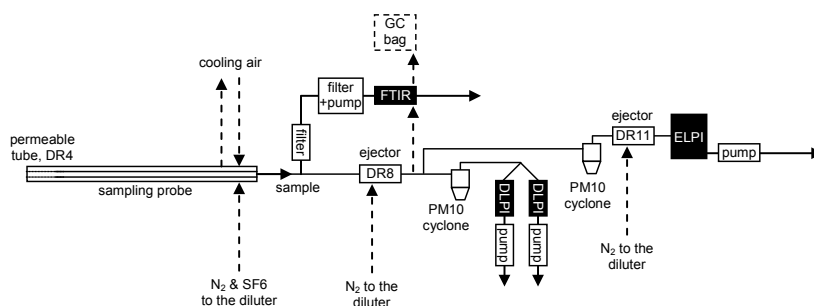 GC
bag
cooling air
filter
+pump
FTIR
ejector
DR11
ELPI
pump
permeable
tube, DR4
filter
ejector
DR8
sampling probe
sample
PM10
cyclone
DLPI
DLPI
pump
pump
PM10
cyclone
N2 & SF6
to the diluter
N2 to the
diluter
N2 to the
diluter